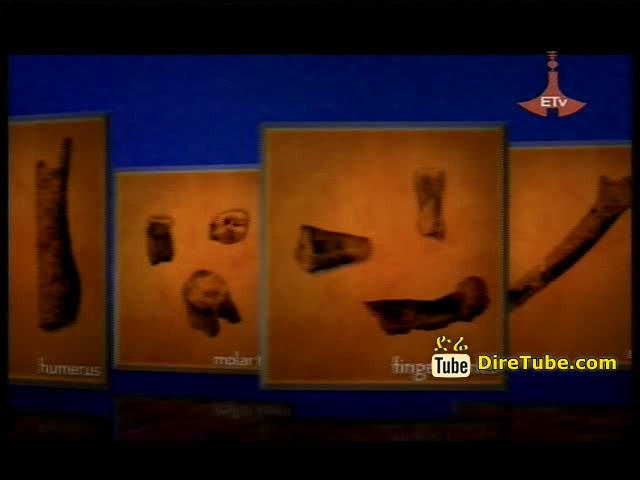 ETv
humerus
molar t
finge
ድሬ
Tube
DireTube.com